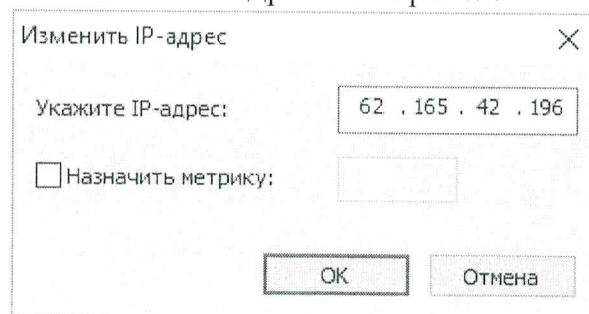 Изменить IP-адрес
Укажите IP-адрес: 62 . 165 . 42 . 196
Назначить метрику:
OK Отмена